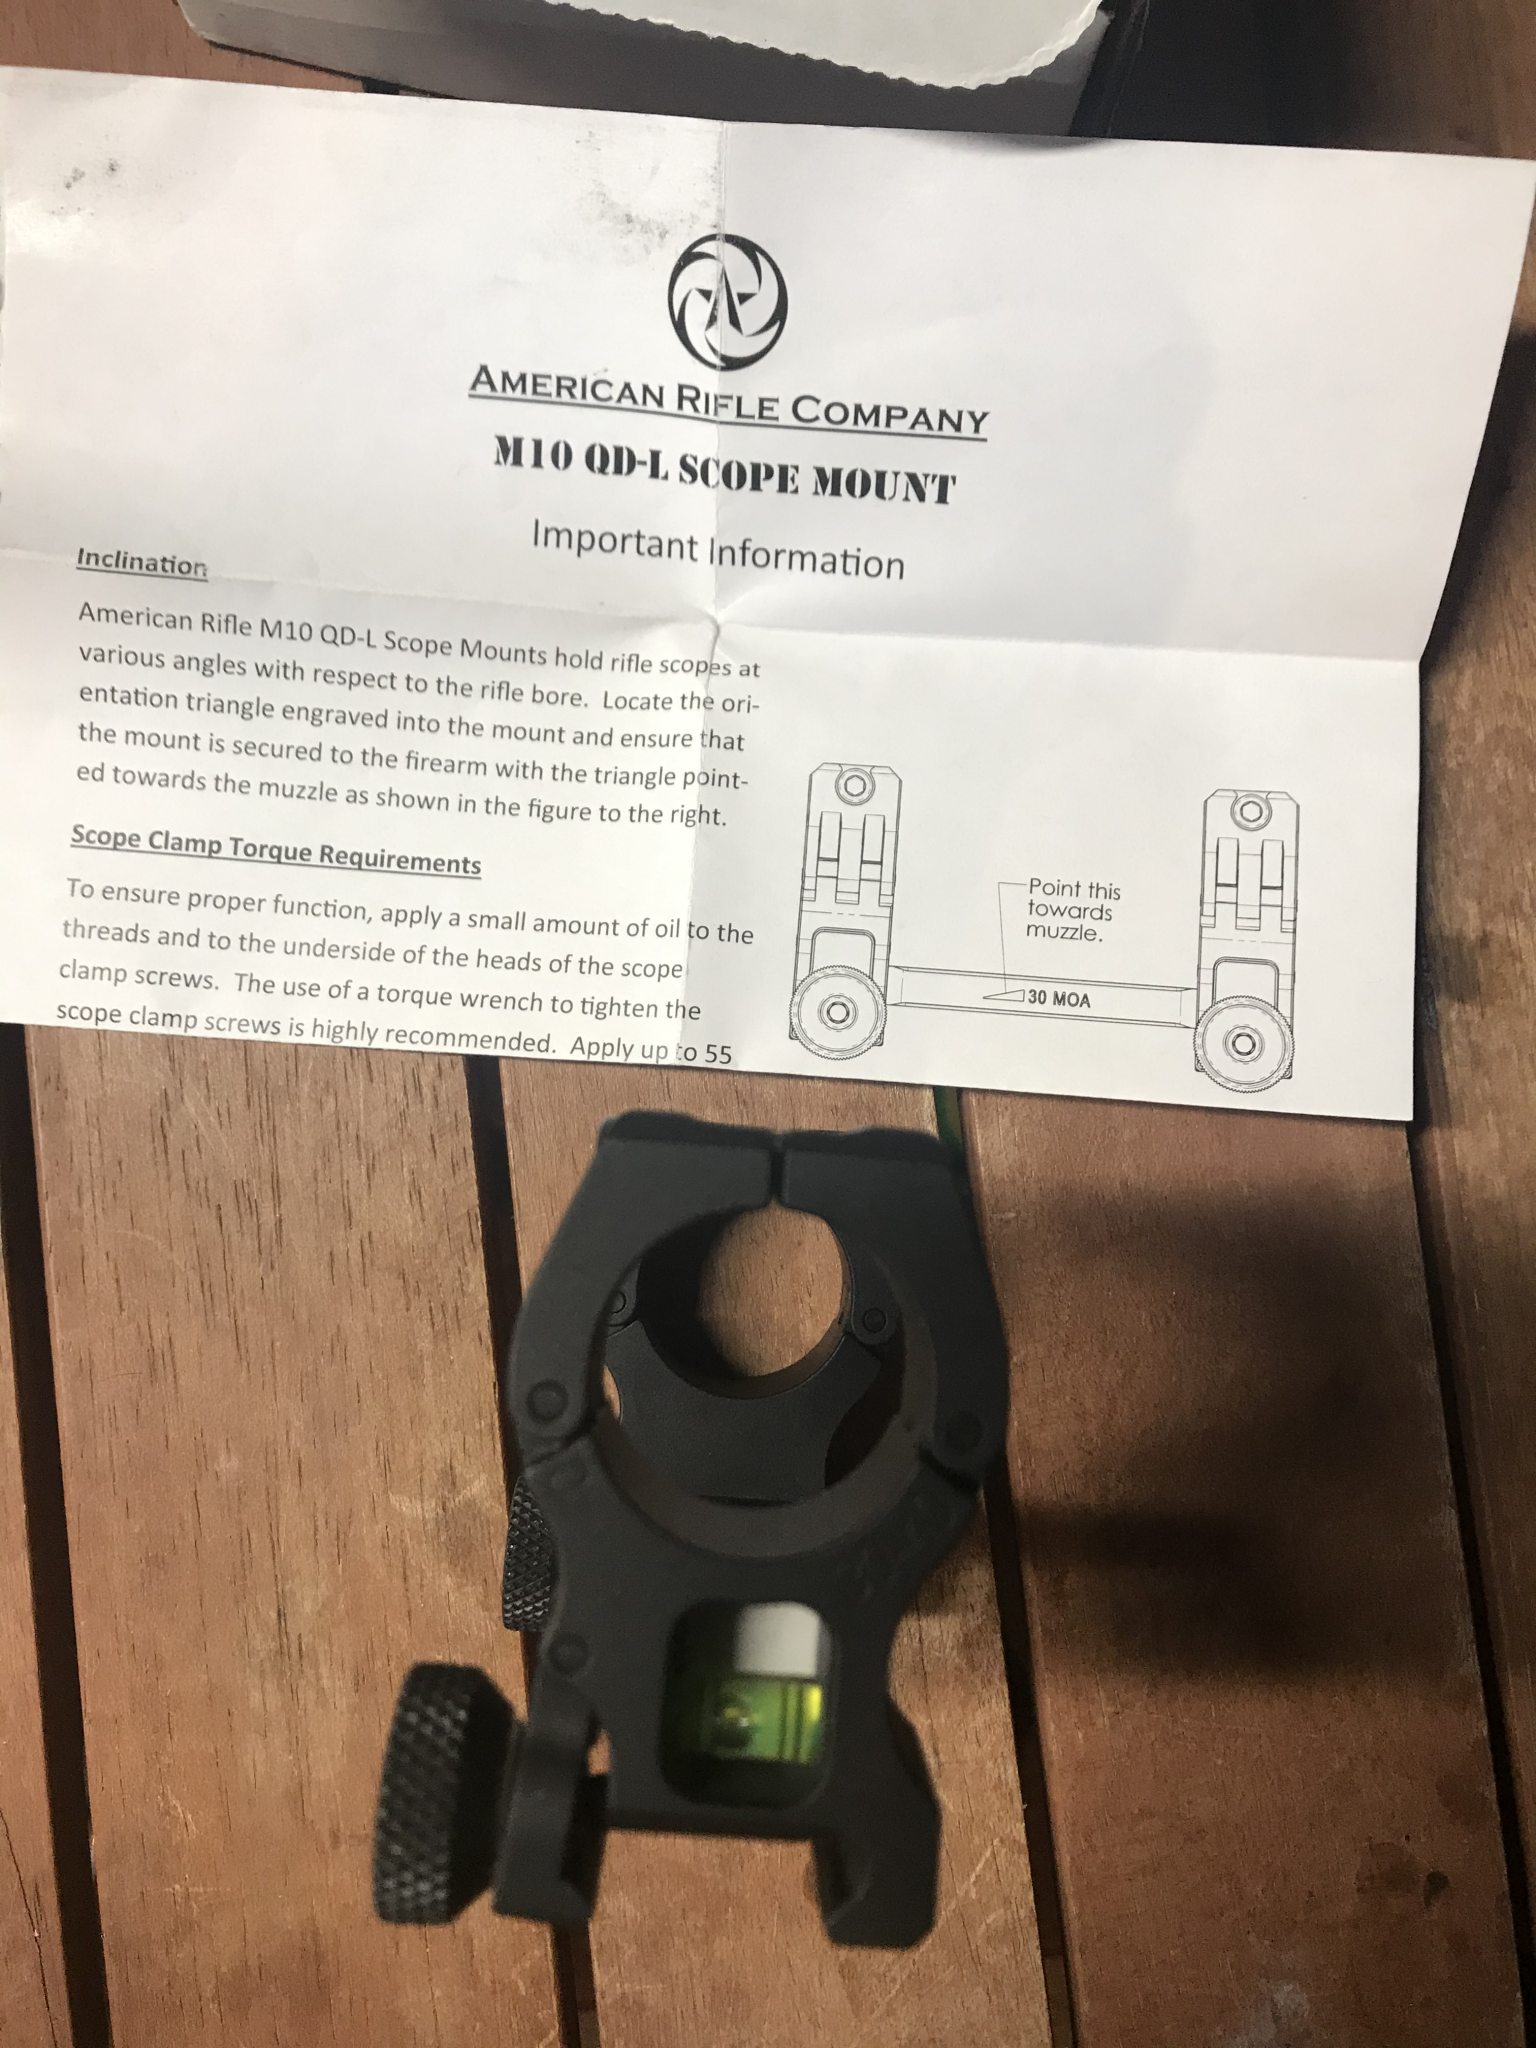 AMERICAN RIFLE COMPANY
M10 QD-L SCOPE MOUNT
Important Information
Inclination
American Rifle M10 QD-L Scope Mounts hold rifle scopes at
various angles with respect to the rifle bore. Locate the ori-
entation triangle engraved into the mount and ensure that
the mount is secured to the firearm with the triangle point-
ed towards the muzzle as shown in the figure to the right.
Scope Clamp Torque Requirements
To ensure proper function, apply a small amount of oil to the
threads and to the underside of the heads of the scope
clamp screws. The use of a torque wrench to tighten the
scope clamp screws is highly recommended. Apply up to 55
Point this
towards
muzzle.
30 MOA